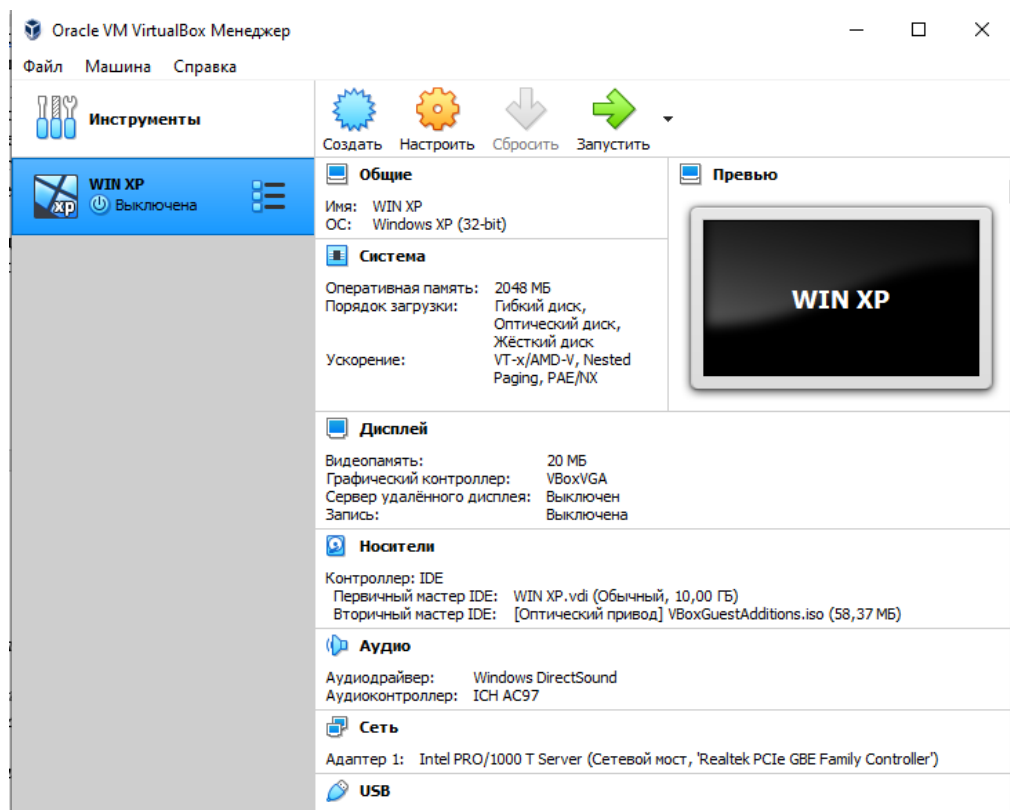 Oracle VM VirtualBox Менеджер
Файл Машина Справка
Инструменты
Создать Настроить Сбросить Запустить
WIN XP
Выключена
Общие
Имя: WIN XP
ОС: Windows XP (32-bit)
Превью
WIN XP
Система
Оперативная память: 2048 МБ
Порядок загрузки: Гибкий диск,
Оптический диск,
Жёсткий диск
Ускорение: VT-x/AMD-V, Nested
Paging, PAE/NX
Дисплей
Видеопамять: 20 МБ
Графический контроллер: VBoxVGA
Сервер удалённого дисплея: Выключен
Запись: Выключена
Носители
Контроллер: IDE
Первичный мастер IDE: WIN XP.vdi (Обычный, 10,00 ГБ)
Вторичный мастер IDE: [Оптический привод] VBoxGuestAdditions.iso (58,37 МБ)
Аудио
Аудиодрайвер: Windows DirectSound
Аудиоконтроллер: ICH AC97
Сеть
Адаптер 1: Intel PRO/1000 T Server (Сетевой мост, 'Realtek PCIe GBE Family Controller')
USB